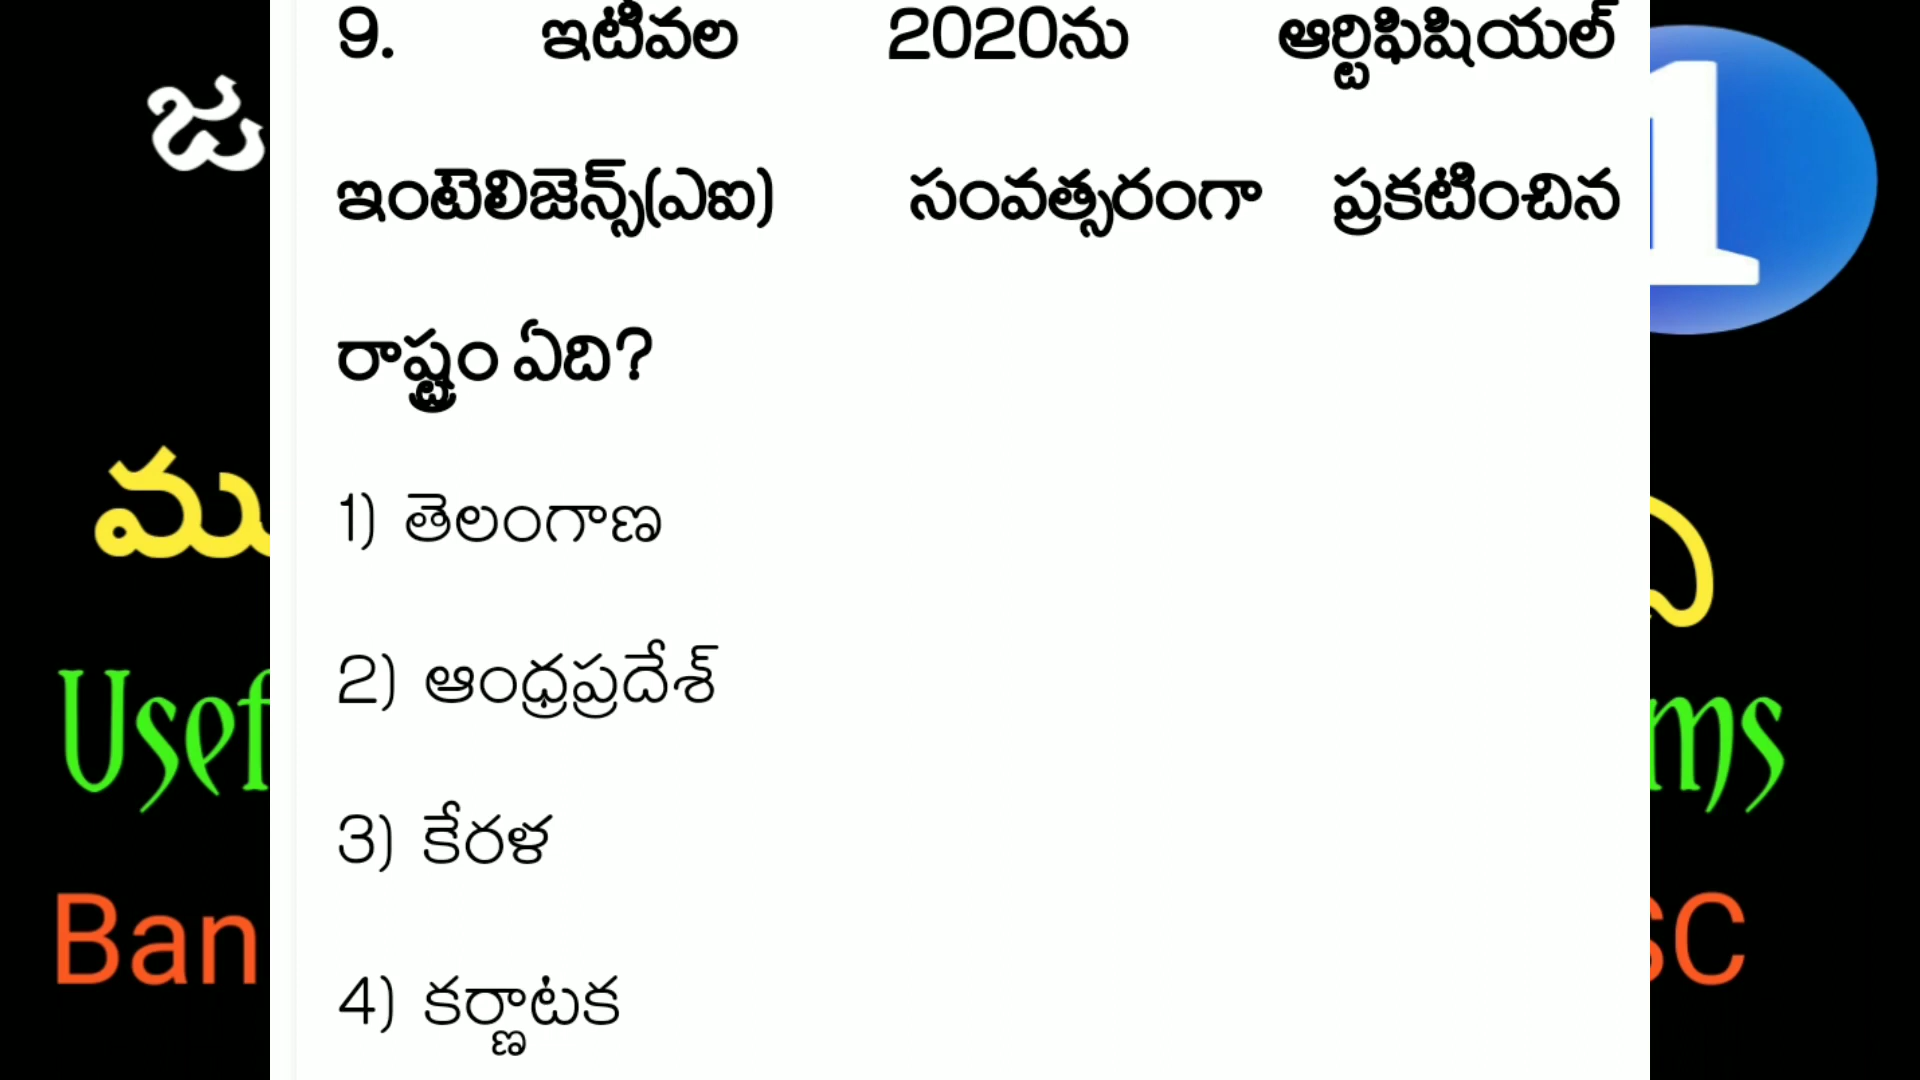 9. ఇటీవల 2020ను ఆర్టిఫిషియల్
ఇంటెలిజెన్స్(ఎఐ) సంవత్సరంగా ప్రకటించిన
రాష్ట్రం ఏది?
1) తెలంగాణ
2) ఆంధ్రప్రదేశ్
3) కేరళ
4) కర్ణాటక
1